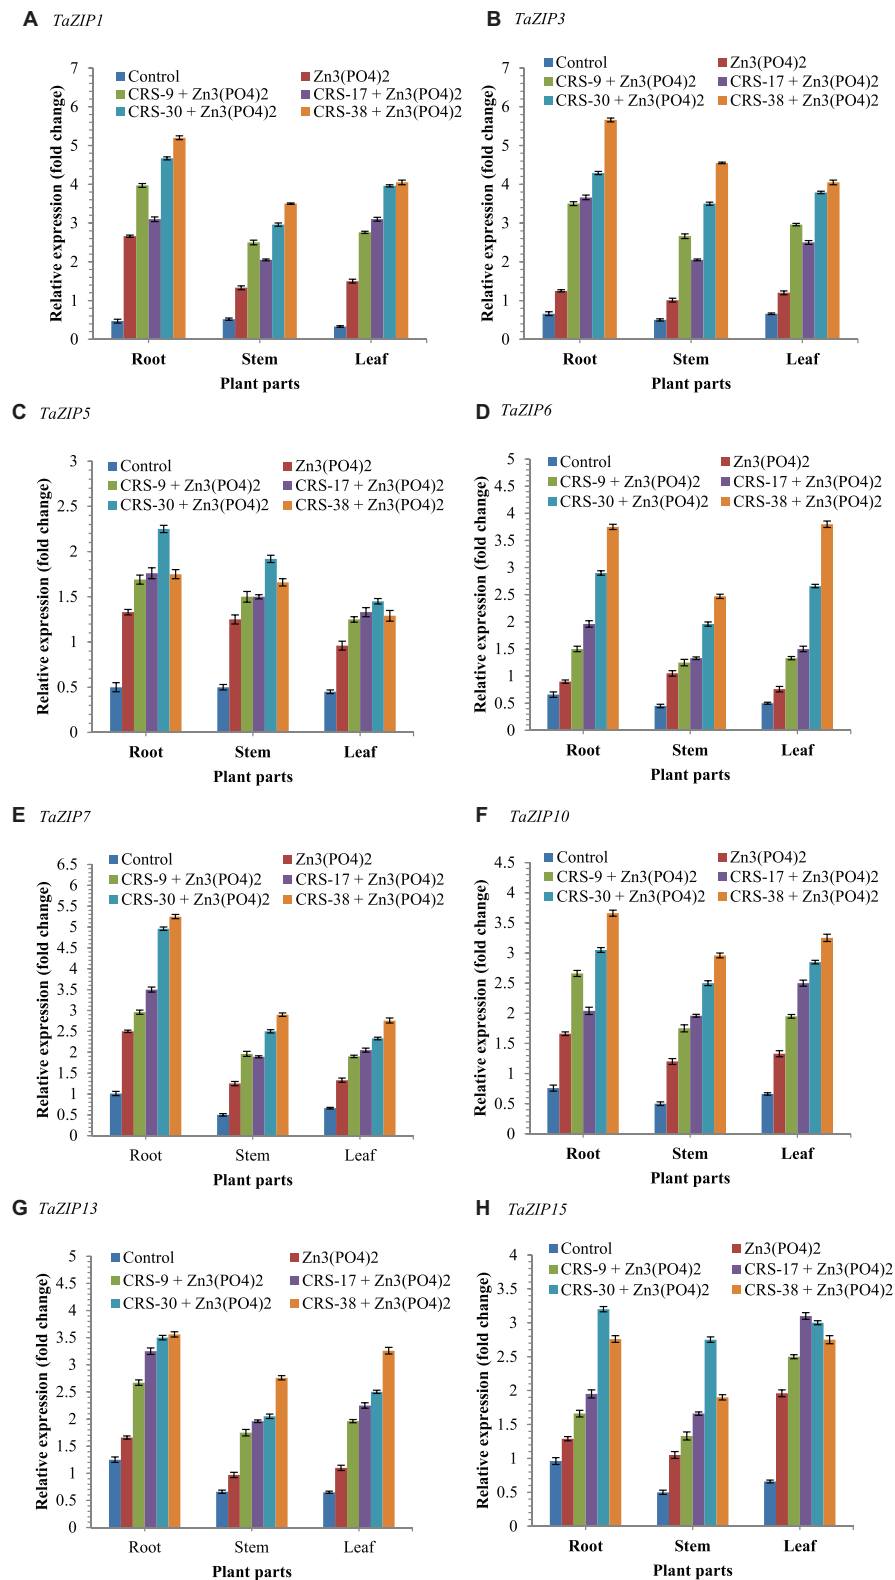 A TaZIP1
Control
Zn3(PO4)2
CRS-9 + Zn3(PO4)2
CRS-17 + Zn3(PO4)2
CRS-30 + Zn3(PO4)2
CRS-38 + Zn3(PO4)2
Relative expression (fold change)
7
6
5
4
3
2
1
0
Root Stem Leaf
Plant parts
B TaZIP3
Control
Zn3(PO4)2
CRS-9 + Zn3(PO4)2
CRS-17 + Zn3(PO4)2
CRS-30 + Zn3(PO4)2
CRS-38 + Zn3(PO4)2
Relative expression (fold change)
7
6
5
4
3
2
1
0
Root Stem Leaf
Plant parts
C TaZIP5
Control
Zn3(PO4)2
CRS-9 + Zn3(PO4)2
CRS-17 + Zn3(PO4)2
CRS-30 + Zn3(PO4)2
CRS-38 + Zn3(PO4)2
Relative expression (fold change)
3
2.5
2
1.5
1
0.5
0
Root Stem Leaf
Plant parts
D TaZIP6
Control
Zn3(PO4)2
CRS-9 + Zn3(PO4)2
CRS-17 + Zn3(PO4)2
CRS-30 + Zn3(PO4)2
CRS-38 + Zn3(PO4)2
Relative expression (fold change)
5
4.5
4
3.5
3
2.5
2
1.5
1
0.5
0
Root Stem Leaf
Plant parts
E TaZIP7
Control
Zn3(PO4)2
CRS-9 + Zn3(PO4)2
CRS-17 + Zn3(PO4)2
CRS-30 + Zn3(PO4)2
CRS-38 + Zn3(PO4)2
Relative expression (fold change)
6.5
6
5.5
5
4.5
4
3.5
3
2.5
2
1.5
1
0.5
0
Root Stem Leaf
Plant parts
F TaZIP10
Control
Zn3(PO4)2
CRS-9 + Zn3(PO4)2
CRS-17 + Zn3(PO4)2
CRS-30 + Zn3(PO4)2
CRS-38 + Zn3(PO4)2
Relative expression (fold change)
4.5
4
3.5
3
2.5
2
1.5
1
0.5
0
Root Stem Leaf
Plant parts
G TaZIP13
Control
Zn3(PO4)2
CRS-9 + Zn3(PO4)2
CRS-17 + Zn3(PO4)2
CRS-30 + Zn3(PO4)2
CRS-38 + Zn3(PO4)2
Relative expression (fold change)
5
4.5
4
3.5
3
2.5
2
1.5
1
0.5
0
Root Stem Leaf
Plant parts
H TaZIP15
Control
Zn3(PO4)2
CRS-9 + Zn3(PO4)2
CRS-17 + Zn3(PO4)2
CRS-30 + Zn3(PO4)2
CRS-38 + Zn3(PO4)2
Relative expression (fold change)
4
3.5
3
2.5
2
1.5
1
0.5
0
Root Stem Leaf
Plant parts